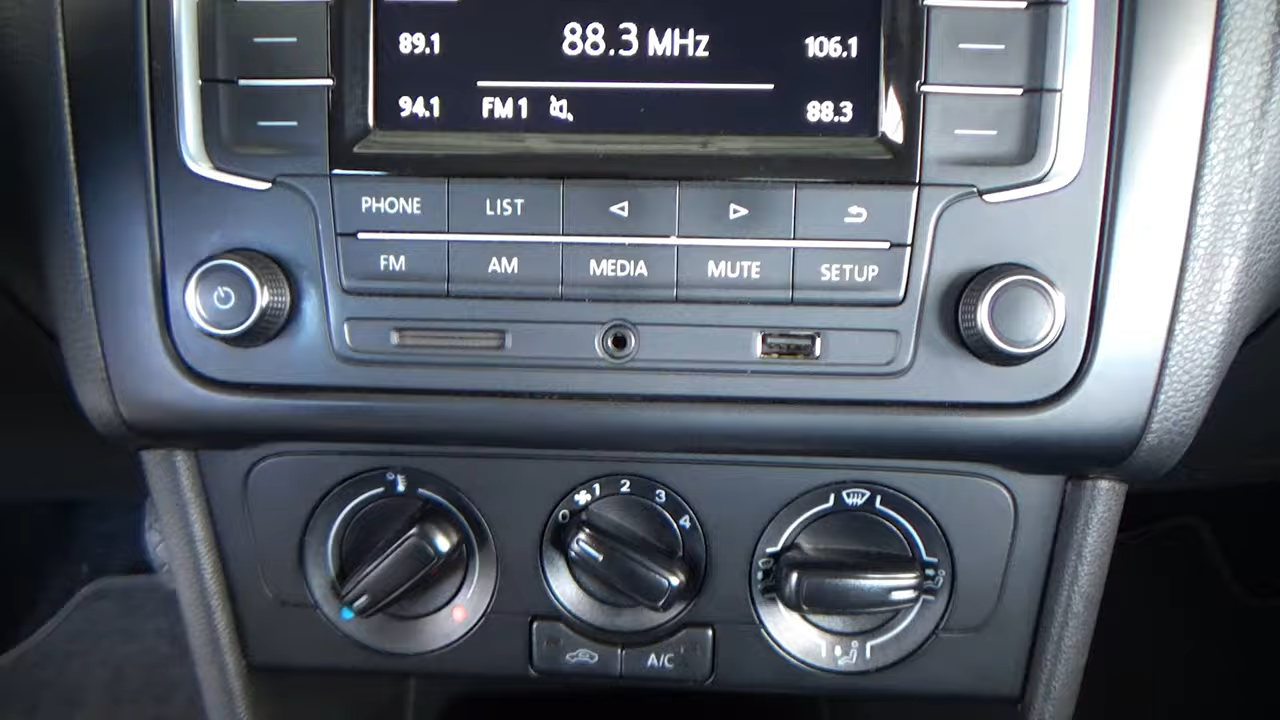 89.1 88.3 MHz 106.1
94.1 FM 1 88.3
PHONE LIST
FM AM MEDIA MUTE SETUP
0 1 2 3 4
A/C